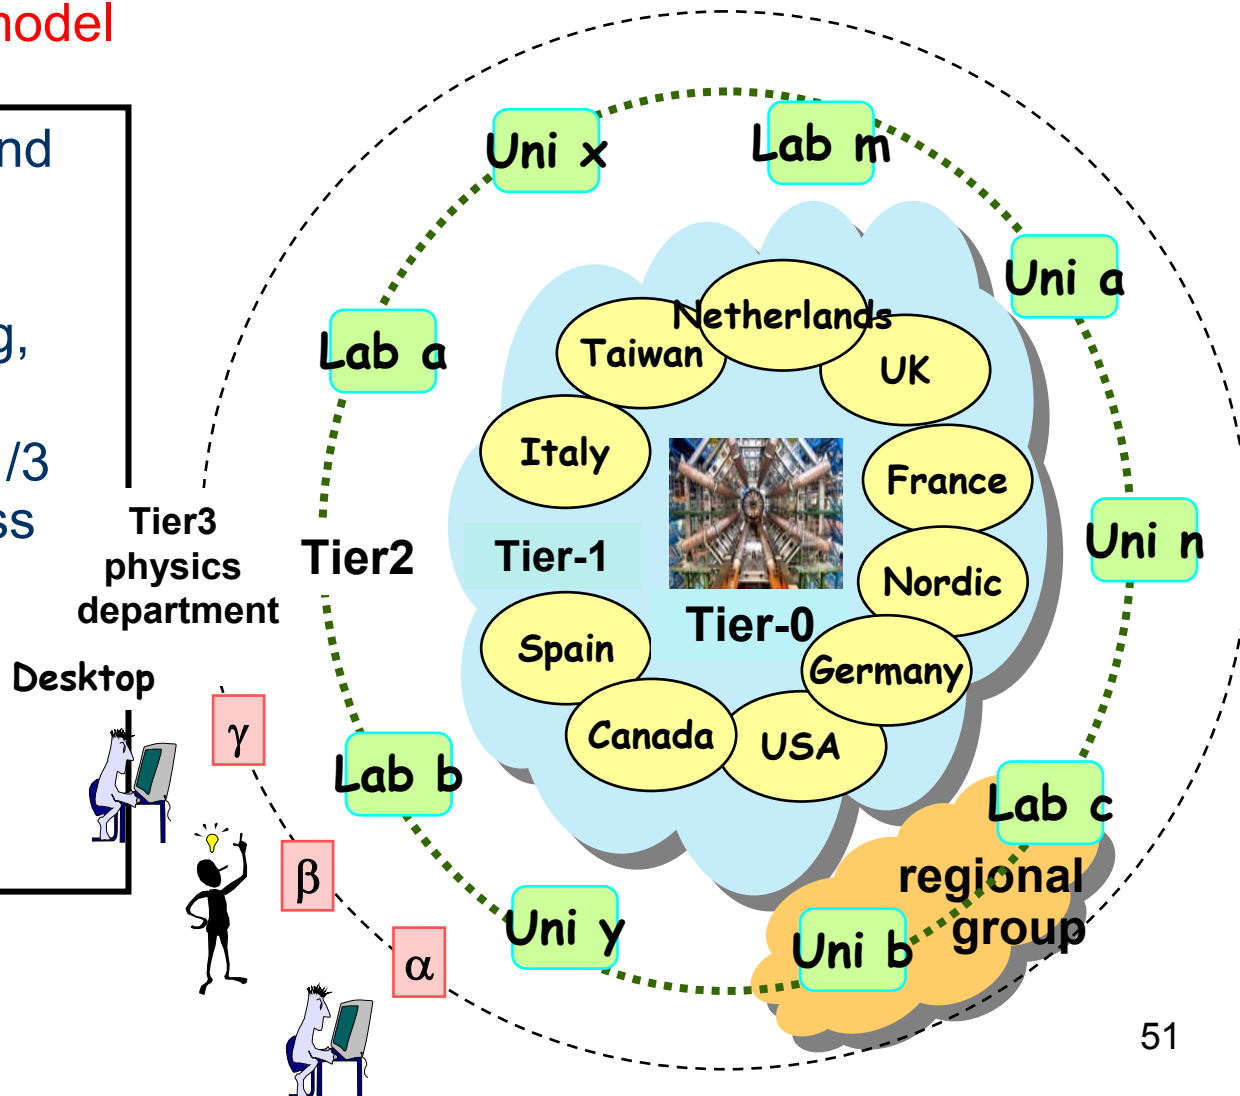 nodel
nd
g,
/3
ss
Tier3
physics
department
Desktop
Tier2
Tier-1
Tier-0
Uni x
Lab m
Uni a
Lab a
Uni n
Lab b
Lab c
Uni y
Uni b
Netherlands
Taiwan
UK
Italy
France
Nordic
Spain
Germany
Canada
USA
regional
group
γ
β
α
51